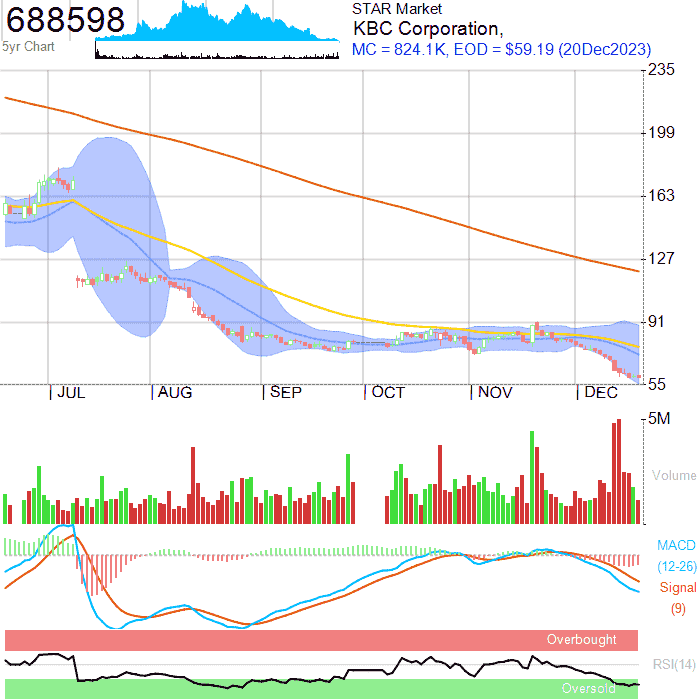 688598
5yr Chart
STAR Market
KBC Corporation,
MC = 824.1K, EOD = $59.19 (20Dec2023)
235
199
163
127
91
55
JUL AUG SEP OCT NOV DEC
5M
Volume
MACD
(12-26)
Signal
(9)
Overbought
RSI(14)
Oversold